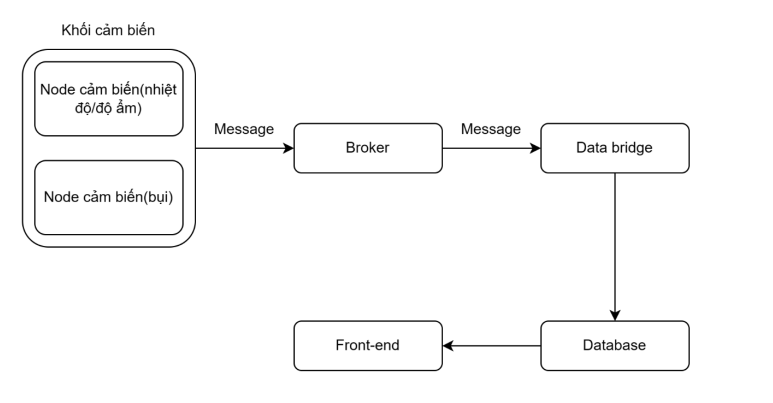 Khối cảm biến
Node cảm biến(nhiệt
độ/độ ẩm)
Node cảm biến(bụi)
Message
Broker
Message
Data bridge
Front-end
Database